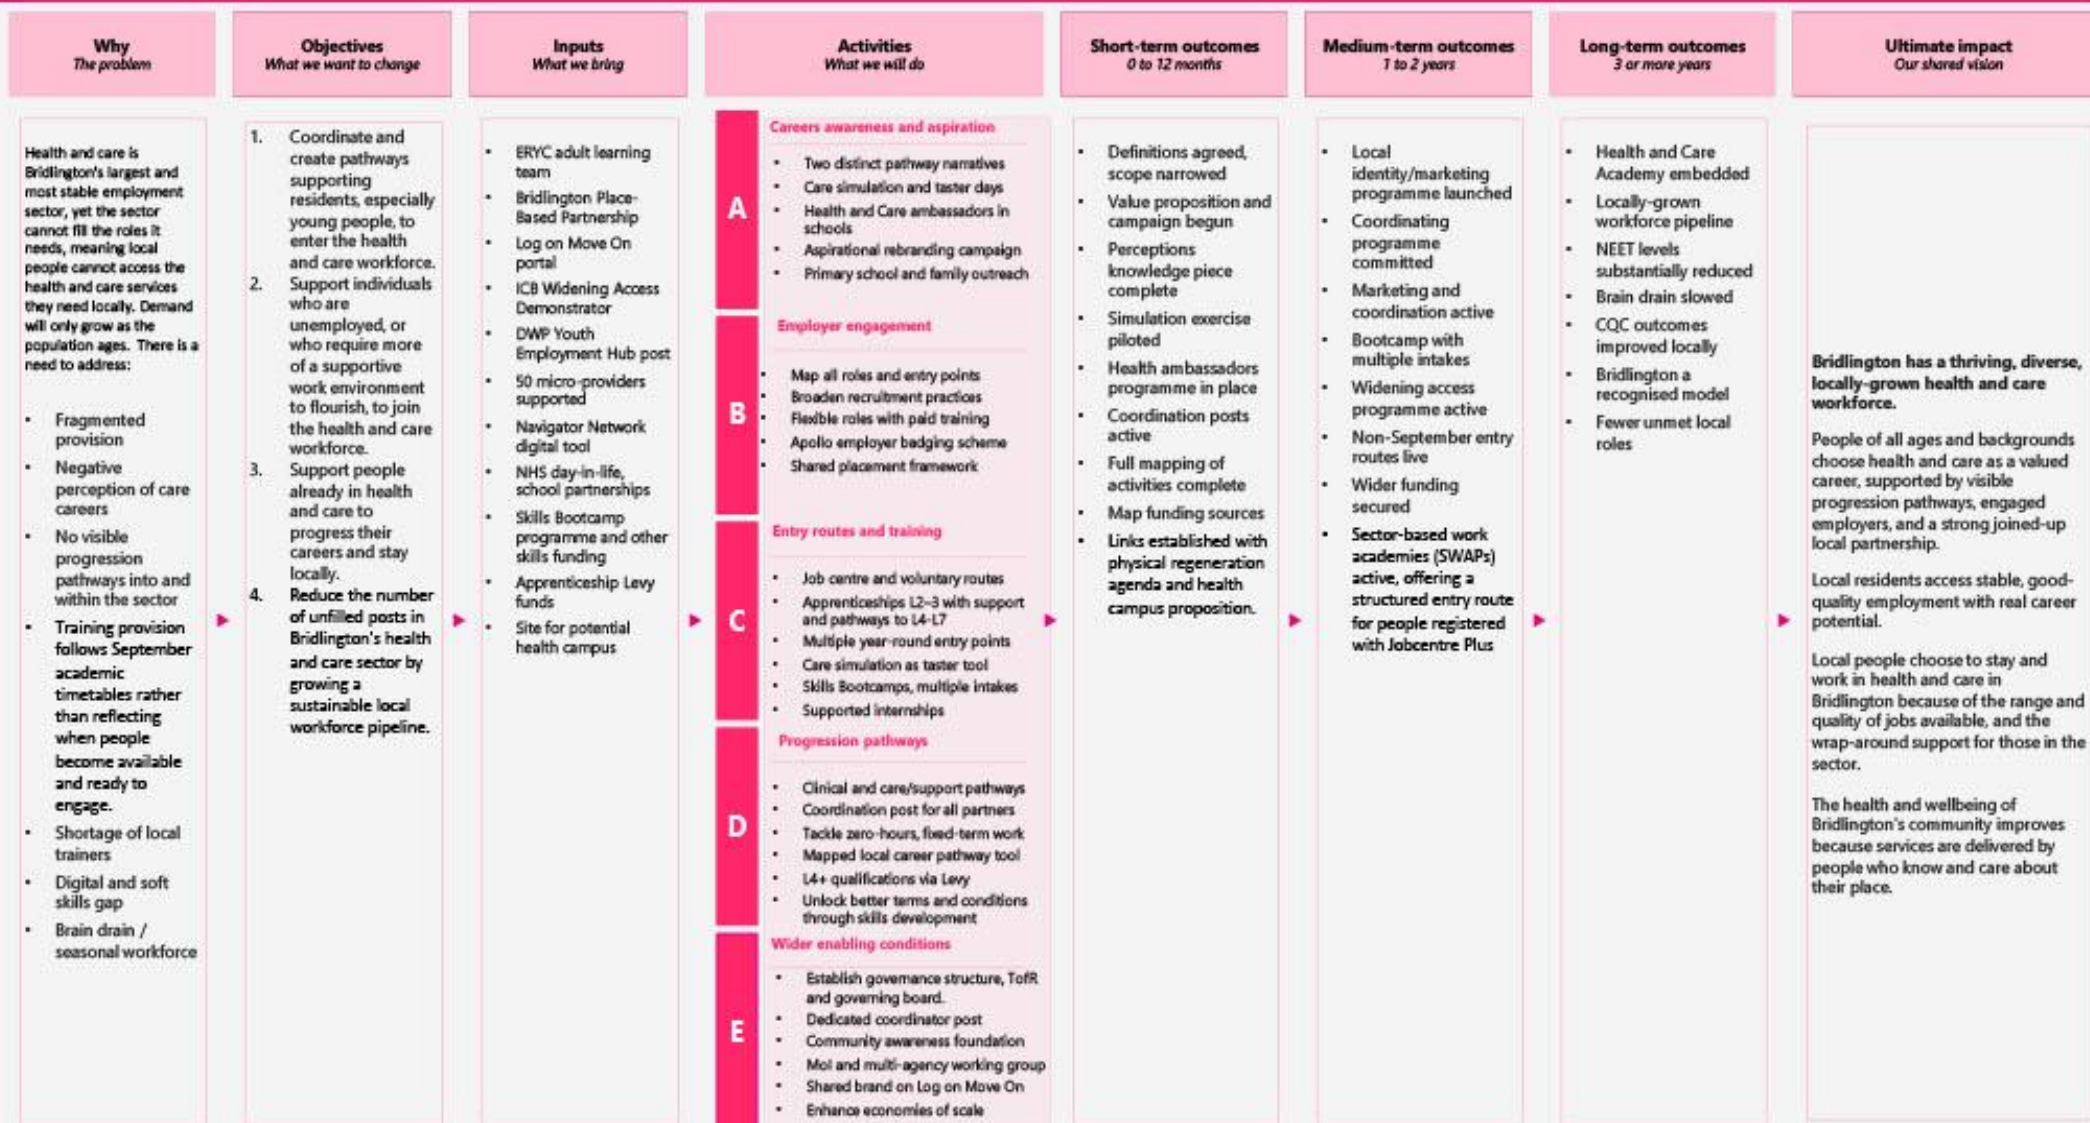 Why
The problem
Objectives
What we want to change
Inputs
What we bring
Activities
What we will do
Short-term outcomes
0 to 12 months
Medium-term outcomes
1 to 2 years
Long-term outcomes
3 or more years
Ultimate impact
Our shared vision
Health and care is
Bridlington's largest and
most stable employment
sector, yet the sector
cannot fill the roles it
needs, meaning local
people cannot access the
health and care services
they need locally. Demand
will only grow as the
population ages. There is a
need to address:
• Fragmented
provision
• Negative
perception of care
careers
• No visible
progression
pathways into and
within the sector
• Training provision
follows September
academic
timetables rather
than reflecting
when people
become available
and ready to
engage.
• Shortage of local
trainers
• Digital and soft
skills gap
• Brain drain /
seasonal workforce
1. Coordinate and
create pathways
supporting
residents, especially
young people, to
enter the health
and care workforce.
2. Support individuals
who are
unemployed, or
who require more
of a supportive
work environment
to flourish, to join
the health and care
workforce.
3. Support people
already in health
and care to
progress their
careers and stay
locally.
4. Reduce the number
of unfilled posts in
Bridlington's health
and care sector by
growing a
sustainable local
workforce pipeline.
• ERYC adult learning
team
• Bridlington Place-
Based Partnership
• Log on Move On
portal
• ICB Widening Access
Demonstrator
• DWP Youth
Employment Hub post
• 50 micro-providers
supported
• Navigator Network
digital tool
• NHS day-in-life,
school partnerships
• Skills Bootcamp
programme and other
skills funding
• Apprenticeship Levy
funds
• Site for potential
health campus
A
Careers awareness and aspiration
• Two distinct pathway narratives
• Care simulation and taster days
• Health and Care ambassadors in
schools
• Aspirational rebranding campaign
• Primary school and family outreach
B
Employer engagement
• Map all roles and entry points
• Broaden recruitment practices
• Flexible roles with paid training
• Apollo employer badging scheme
• Shared placement framework
C
Entry routes and training
• Job centre and voluntary routes
• Apprenticeships L2–3 with support
and pathways to L4-L7
• Multiple year-round entry points
• Care simulation as taster tool
• Skills Bootcamps, multiple intakes
• Supported internships
D
Progression pathways
• Clinical and care/support pathways
• Coordination post for all partners
• Tackle zero-hours, fixed-term work
• Mapped local career pathway tool
• L4+ qualifications via Levy
• Unlock better terms and conditions
through skills development
E
Wider enabling conditions
• Establish governance structure, TofR
and governing board.
• Dedicated coordinator post
• Community awareness foundation
• MoI and multi-agency working group
• Shared brand on Log on Move On
• Enhance economies of scale
• Definitions agreed,
scope narrowed
• Value proposition and
campaign begun
• Perceptions
knowledge piece
complete
• Simulation exercise
piloted
• Health ambassadors
programme in place
• Coordination posts
active
• Full mapping of
activities complete
• Map funding sources
• Links established with
physical regeneration
agenda and health
campus proposition.
• Local
identity/marketing
programme launched
• Coordinating
programme
committed
• Marketing and
coordination active
• Bootcamp with
multiple intakes
• Widening access
programme active
• Non-September entry
routes live
• Wider funding
secured
• Sector-based work
academies (SWAPs)
active, offering a
structured entry route
for people registered
with Jobcentre Plus
• Health and Care
Academy embedded
• Locally-grown
workforce pipeline
• NEET levels
substantially reduced
• Brain drain slowed
• CQC outcomes
improved locally
• Bridlington a
recognised model
• Fewer unmet local
roles
Bridlington has a thriving, diverse,
locally-grown health and care
workforce.
People of all ages and backgrounds
choose health and care as a valued
career, supported by visible
progression pathways, engaged
employers, and a strong joined-up
local partnership.
Local residents access stable, good-
quality employment with real career
potential.
Local people choose to stay and
work in health and care in
Bridlington because of the range and
quality of jobs available, and the
wrap-around support for those in the
sector.
The health and wellbeing of
Bridlington's community improves
because services are delivered by
people who know and care about
their place.